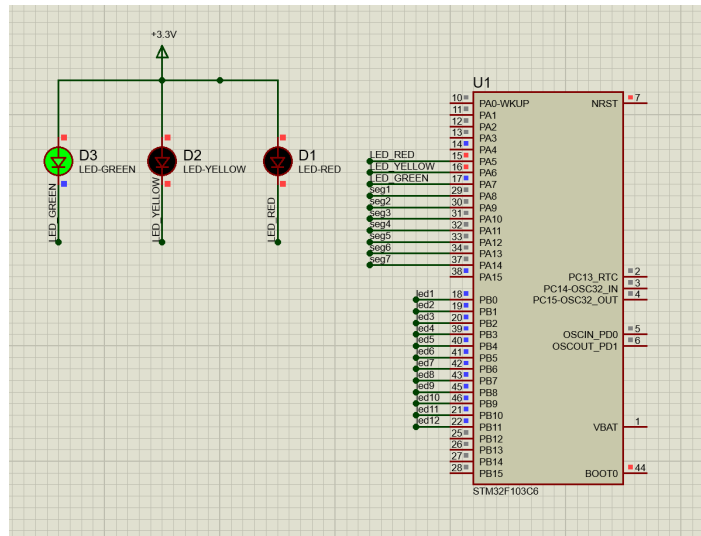 +3.3V
D3
LED-GREEN
D2
LED-YELLOW
D1
LED-RED
LED_GREEN
LED_YELLOW
LED_RED
U1
LED_RED
LED_YELLOW
LED_GREEN
seg1
seg2
seg3
seg4
seg5
seg6
seg7
led1
led2
led3
led4
led5
led6
led7
led8
led9
led10
led11
led12
10 PA0-WKUP
11 PA1
12 PA2
13 PA3
14 PA4
15 PA5
16 PA6
17 PA7
29 PA8
30 PA9
31 PA10
32 PA11
33 PA12
34 PA13
37 PA14
38 PA15
18 PB0
19 PB1
20 PB2
39 PB3
40 PB4
41 PB5
42 PB6
43 PB7
45 PB8
46 PB9
21 PB10
22 PB11
25 PB12
26 PB13
27 PB14
28 PB15
NRST 7
PC13_RTC 2
PC14-OSC32_IN 3
PC15-OSC32_OUT 4
OSCIN_PD0 5
OSCOUT_PD1 6
VBAT 1
BOOT0 44
STM32F103C6